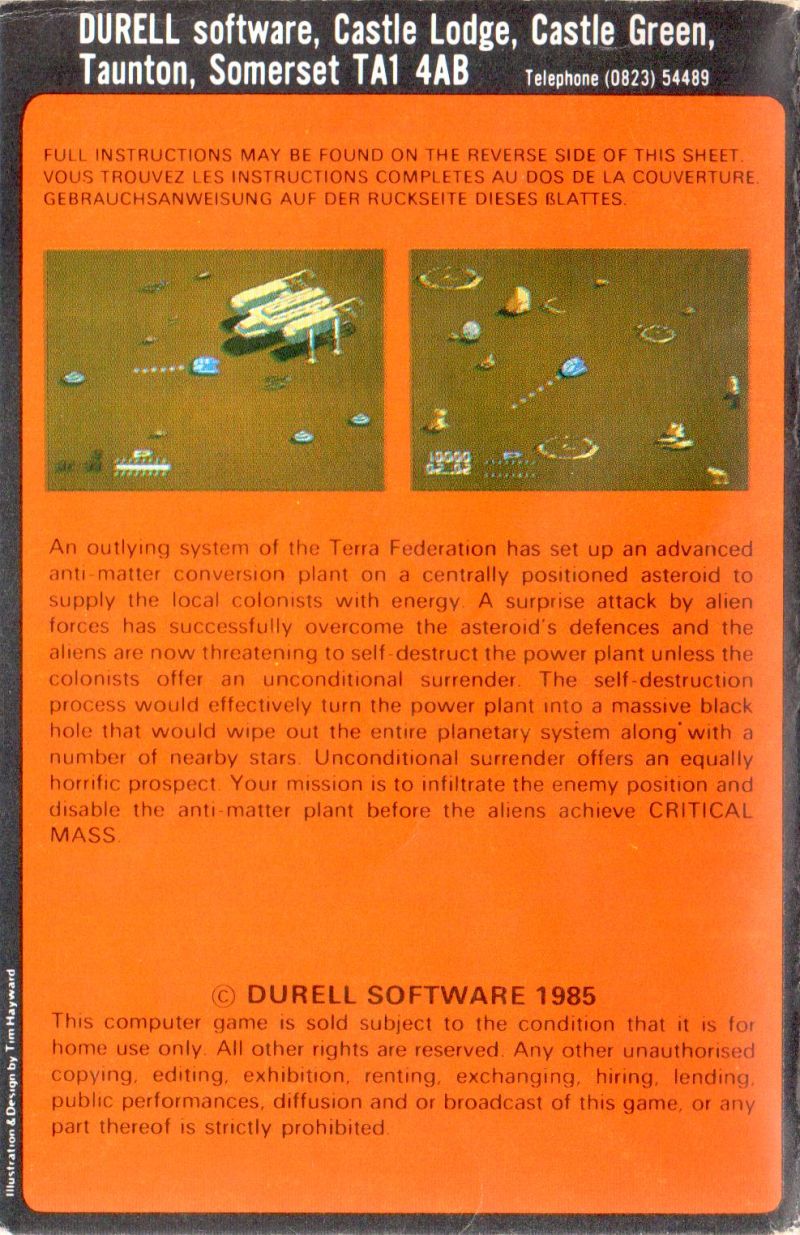 DURELL software, Castle Lodge, Castle Green,
Taunton, Somerset TA1 4AB Telephone (0823) 54489
FULL INSTRUCTIONS MAY BE FOUND ON THE REVERSE SIDE OF THIS SHEET.
VOUS TROUVEZ LES INSTRUCTIONS COMPLETES AU DOS DE LA COUVERTURE.
GEBRAUCHSANWEISUNG AUF DER RUCKSEITE DIESES BLATTES.
10000
An outlying system of the Terra Federation has set up an advanced
anti-matter conversion plant on a centrally positioned asteroid to
supply the local colonists with energy. A surprise attack by alien
forces has successfully overcome the asteroid's defences and the
aliens are now threatening to self-destruct the power plant unless the
colonists offer an unconditional surrender. The self-destruction
process would effectively turn the power plant into a massive black
hole that would wipe out the entire planetary system along with a
number of nearby stars. Unconditional surrender offers an equally
horrific prospect. Your mission is to infiltrate the enemy position and
disable the anti-matter plant before the aliens achieve CRITICAL
MASS.
© DURELL SOFTWARE 1985
This computer game is sold subject to the condition that it is for
home use only. All other rights are reserved. Any other unauthorised
copying, editing, exhibition, renting, exchanging, hiring, lending,
public performances, diffusion and or broadcast of this game, or any
part thereof is strictly prohibited.
Illustration & Design by Tim Hayward